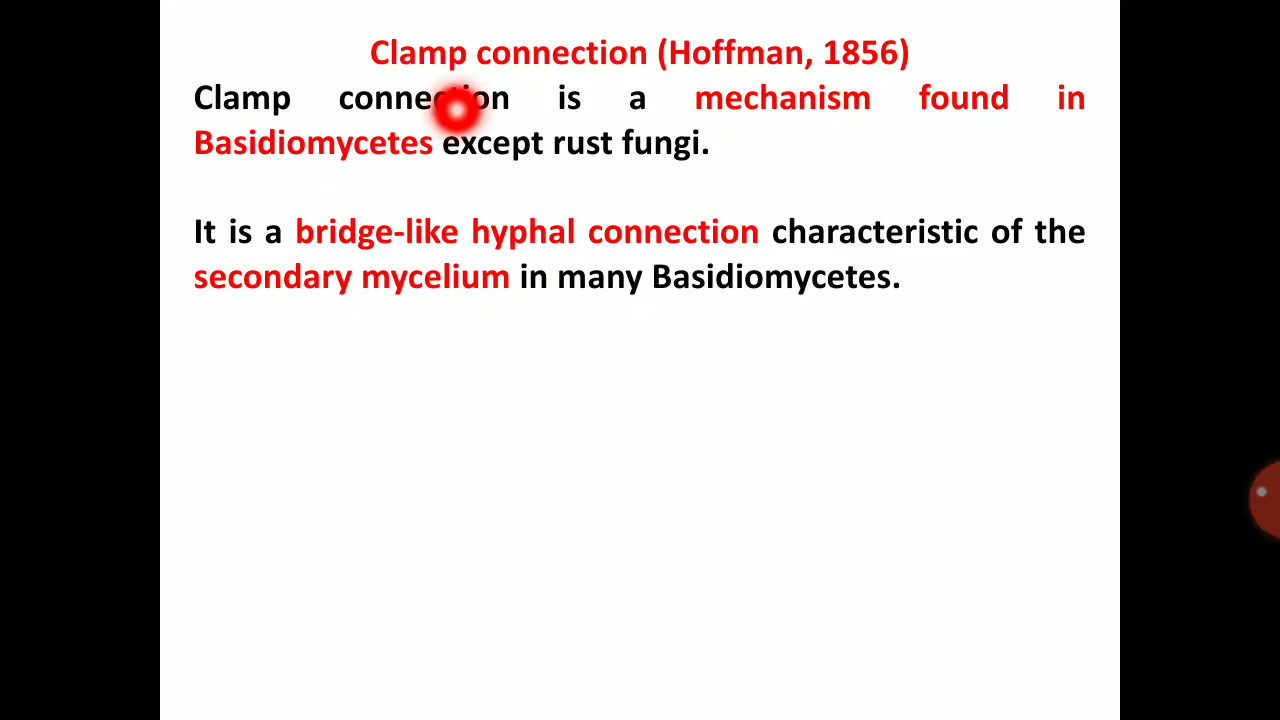 Clamp connection (Hoffman, 1856)
Clamp connection is a mechanism found in
Basidiomycetes except rust fungi.
It is a bridge-like hyphal connection characteristic of the
secondary mycelium in many Basidiomycetes.